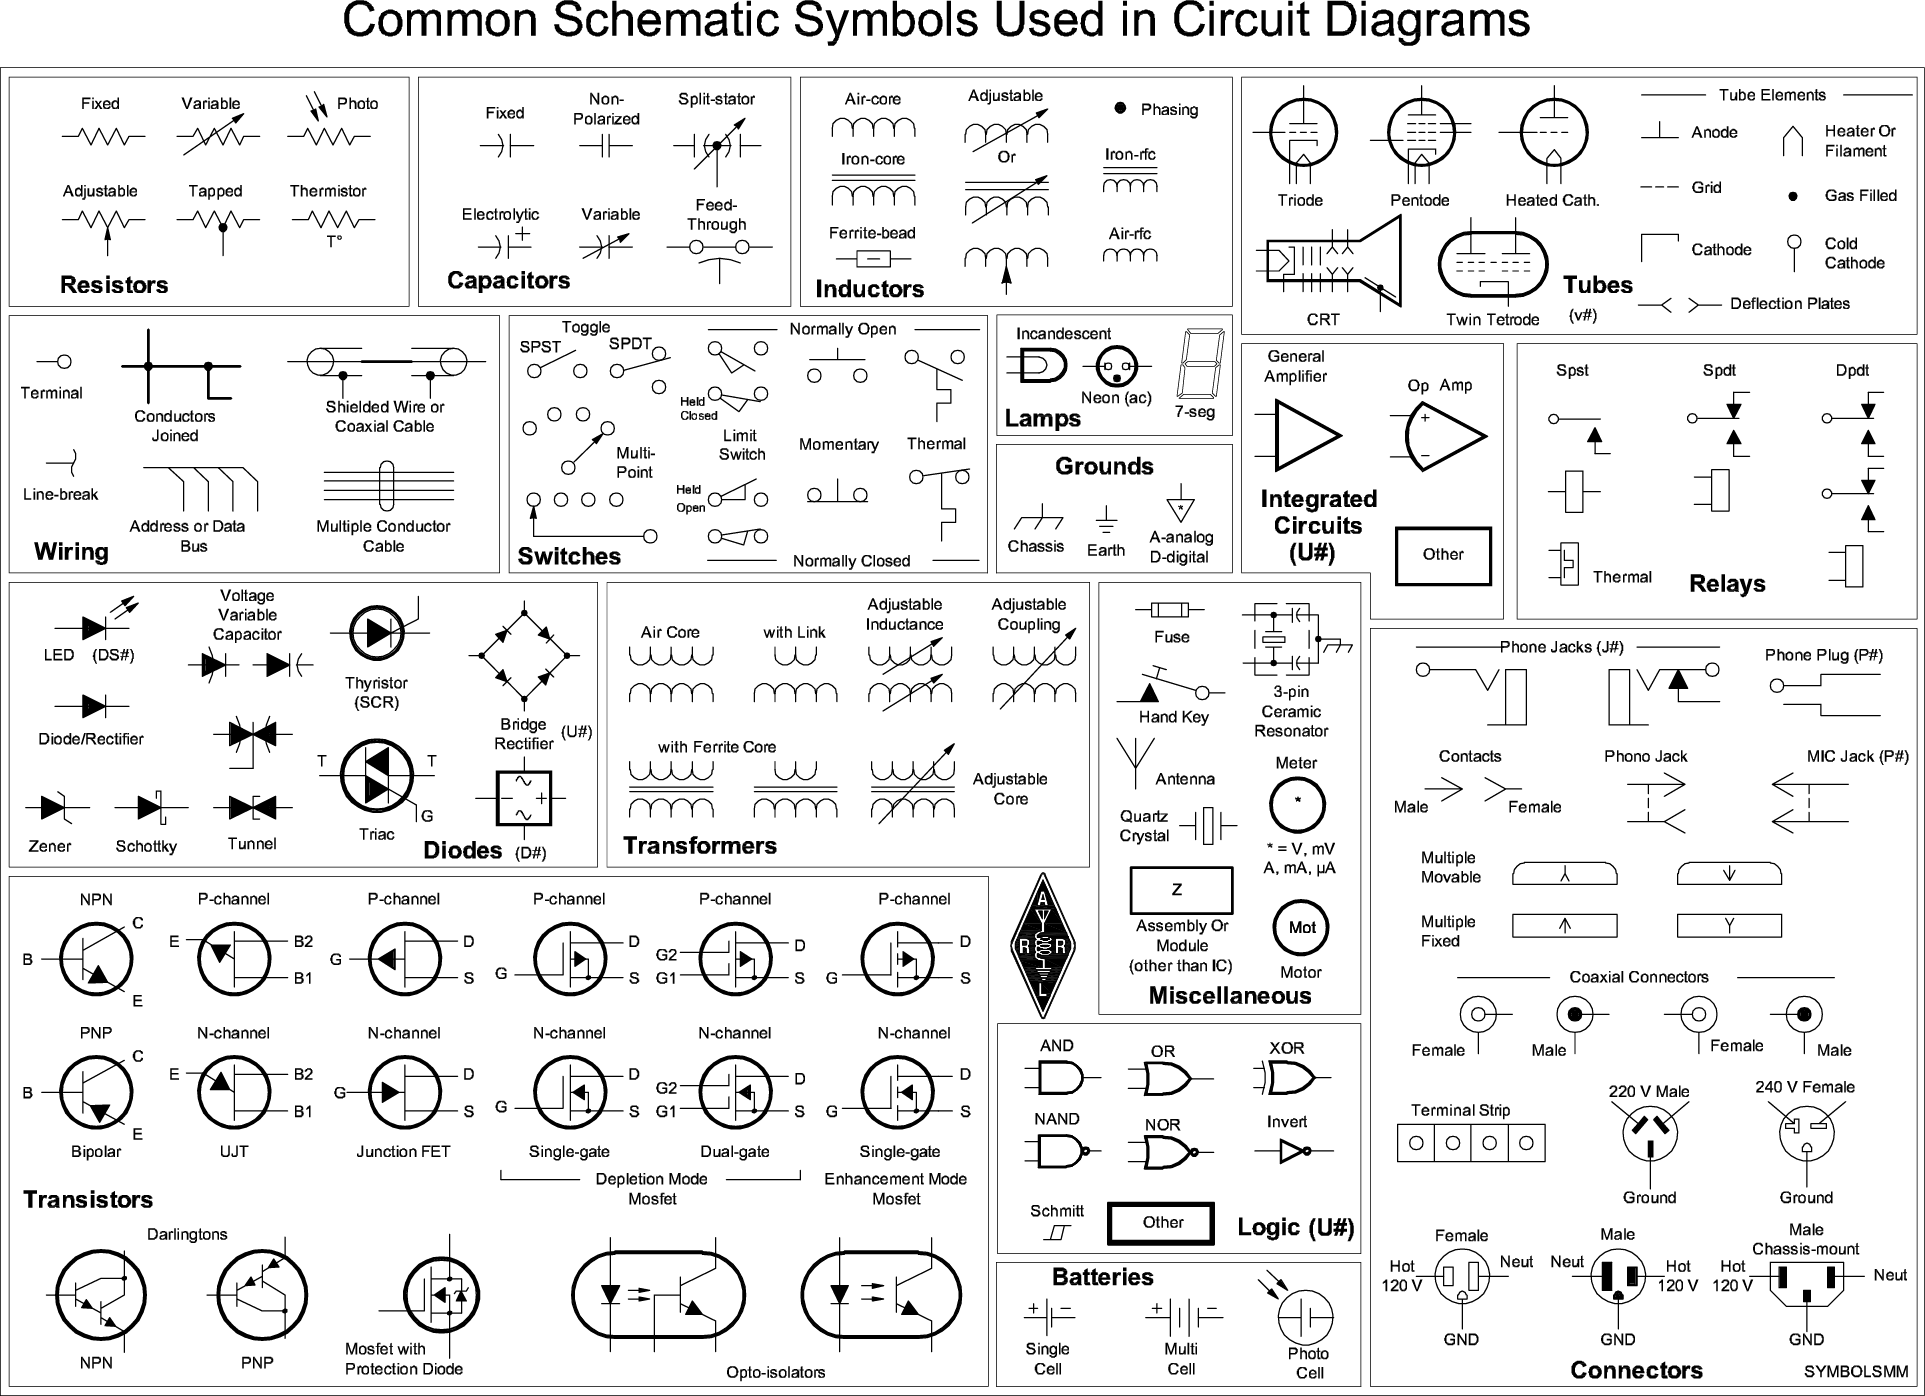 Common Schematic Symbols Used in Circuit Diagrams
Fixed
Variable
Photo
Adjustable
Tapped
Thermistor
T°
Resistors
Fixed
Non-
Polarized
Split-stator
Electrolytic
+
Variable
Feed-
Through
Capacitors
Air-core
Adjustable
Phasing
Iron-core
Or
Iron-rfc
Ferrite-bead
Air-rfc
Inductors
Triode
Pentode
Heated Cath.
CRT
Twin Tetrode
Tubes
(v#)
Tube Elements
Anode
Heater Or
Filament
Grid
Gas Filled
Cathode
Cold
Cathode
Deflection Plates
Terminal
Conductors
Joined
Shielded Wire or
Coaxial Cable
Line-break
Address or Data
Bus
Multiple Conductor
Cable
Wiring
Toggle
SPST
SPDT
Normally Open
Held
Closed
Multi-
Point
Limit
Switch
Momentary
Thermal
Held
Open
Normally Closed
Switches
Incandescent
Neon (ac)
7-seg
Lamps
Grounds
Chassis
Earth
*
A-analog
D-digital
General
Amplifier
Op Amp
+
−
Integrated
Circuits
(U#)
Other
Spst
Spdt
Dpdt
Thermal
Relays
LED (DS#)
Voltage
Variable
Capacitor
Thyristor
(SCR)
Bridge
Rectifier
(U#)
Diode/Rectifier
T
T
G
Triac
+
Zener
Schottky
Tunnel
Diodes (D#)
Air Core
with Link
Adjustable
Inductance
Adjustable
Coupling
with Ferrite Core
Adjustable
Core
Transformers
Fuse
Hand Key
3-pin
Ceramic
Resonator
Antenna
Meter
*
* = V, mV
A, mA, µA
Quartz
Crystal
Z
Assembly Or
Module
(other than IC)
Mot
Motor
Miscellaneous
Phone Jacks (J#)
Phone Plug (P#)
Contacts
Male
Female
Phono Jack
MIC Jack (P#)
Multiple
Movable
Multiple
Fixed
Coaxial Connectors
Female
Male
Female
Male
Terminal Strip
220 V Male
Ground
240 V Female
Ground
Female
Hot
120 V
Neut
GND
Male
Neut
Hot
120 V
GND
Male
Chassis-mount
Hot
120 V
Neut
GND
Connectors
SYMBOLSMM
NPN
B
C
E
P-channel
E
B2
B1
P-channel
G
D
S
P-channel
G
D
S
P-channel
G2
G1
D
S
P-channel
G
D
S
PNP
B
C
E
Bipolar
N-channel
E
B2
B1
UJT
N-channel
G
D
S
Junction FET
N-channel
G
D
S
Single-gate
N-channel
G2
G1
D
S
Dual-gate
N-channel
G
D
S
Single-gate
Depletion Mode
Mosfet
Enhancement Mode
Mosfet
Transistors
Darlingtons
NPN
PNP
Mosfet with
Protection Diode
Opto-isolators
A
R R
L
AND
OR
XOR
NAND
NOR
Invert
Schmitt
Other
Logic (U#)
Batteries
+ −
Single
Cell
+ −
Multi
Cell
Photo
Cell